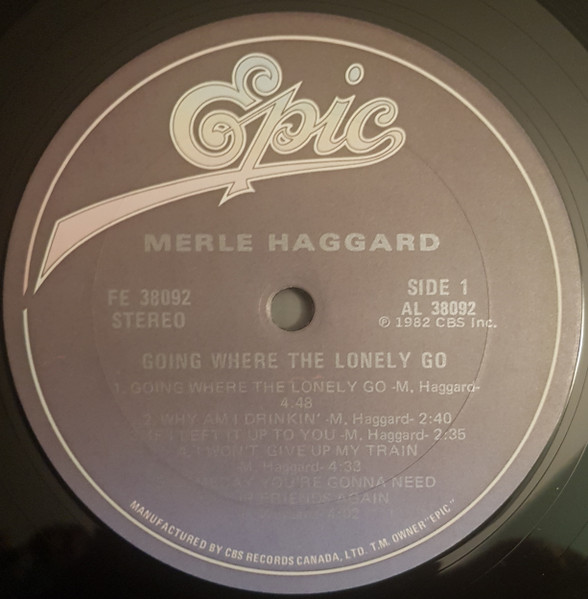 Epic
MERLE HAGGARD
FE 38092
STEREO
SIDE 1
AL 38092
℗ 1982 CBS Inc.
GOING WHERE THE LONELY GO
1. GOING WHERE THE LONELY GO -M, Haggard-
4.48
2. WHY AM I DRINKIN' -M, Haggard- 2:40
IF I LEFT IT UP TO YOU -M, Haggard- 2:35
4. I WON'T GIVE UP MY TRAIN
M, Haggard- 4:33
YOU'RE GONNA NEED
FRIENDS AGAIN
MANUFACTURED BY CBS RECORDS CANADA, LTD. T.M. OWNER "EPIC"